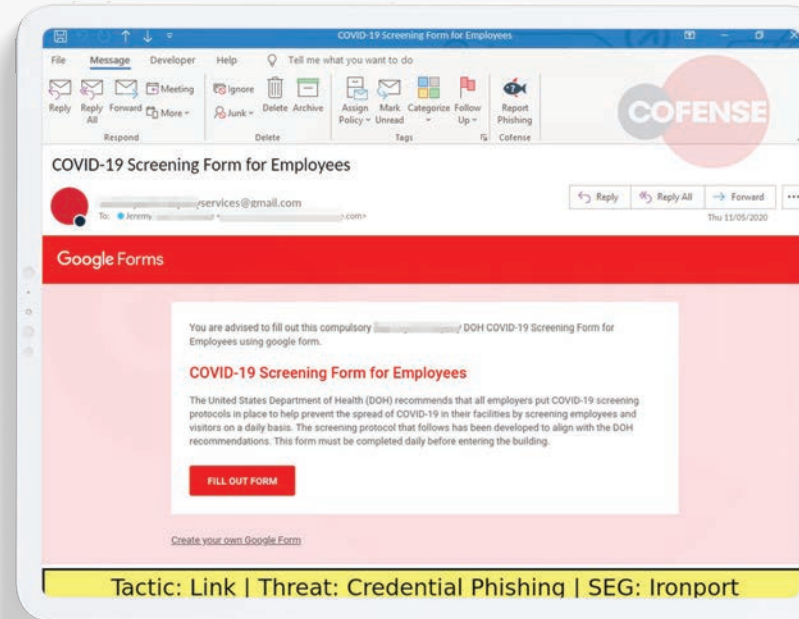 COVID-19 Screening Form for Employees
File Message Developer Help Tell me what you want to do
Reply Reply All Forward Meeting More
Ignore Junk Delete Archive
Assign Policy Mark Unread Categorize Follow Up
Report Phishing
Respond Delete Tags Cofense
COFENSE
COVID-19 Screening Form for Employees
services@gmail.com
To: Jeremy .com>
Reply Reply All Forward ...
Thu 11/05/2020
Google Forms
You are advised to fill out this compulsory DOH COVID-19 Screening Form for
Employees using google form.
COVID-19 Screening Form for Employees
The United States Department of Health (DOH) recommends that all employers put COVID-19 screening
protocols in place to help prevent the spread of COVID-19 in their facilities by screening employees and
visitors on a daily basis. The screening protocol that follows has been developed to align with the DOH
recommendations. This form must be completed daily before entering the building.
FILL OUT FORM
Create your own Google Form
Tactic: Link | Threat: Credential Phishing | SEG: Ironport